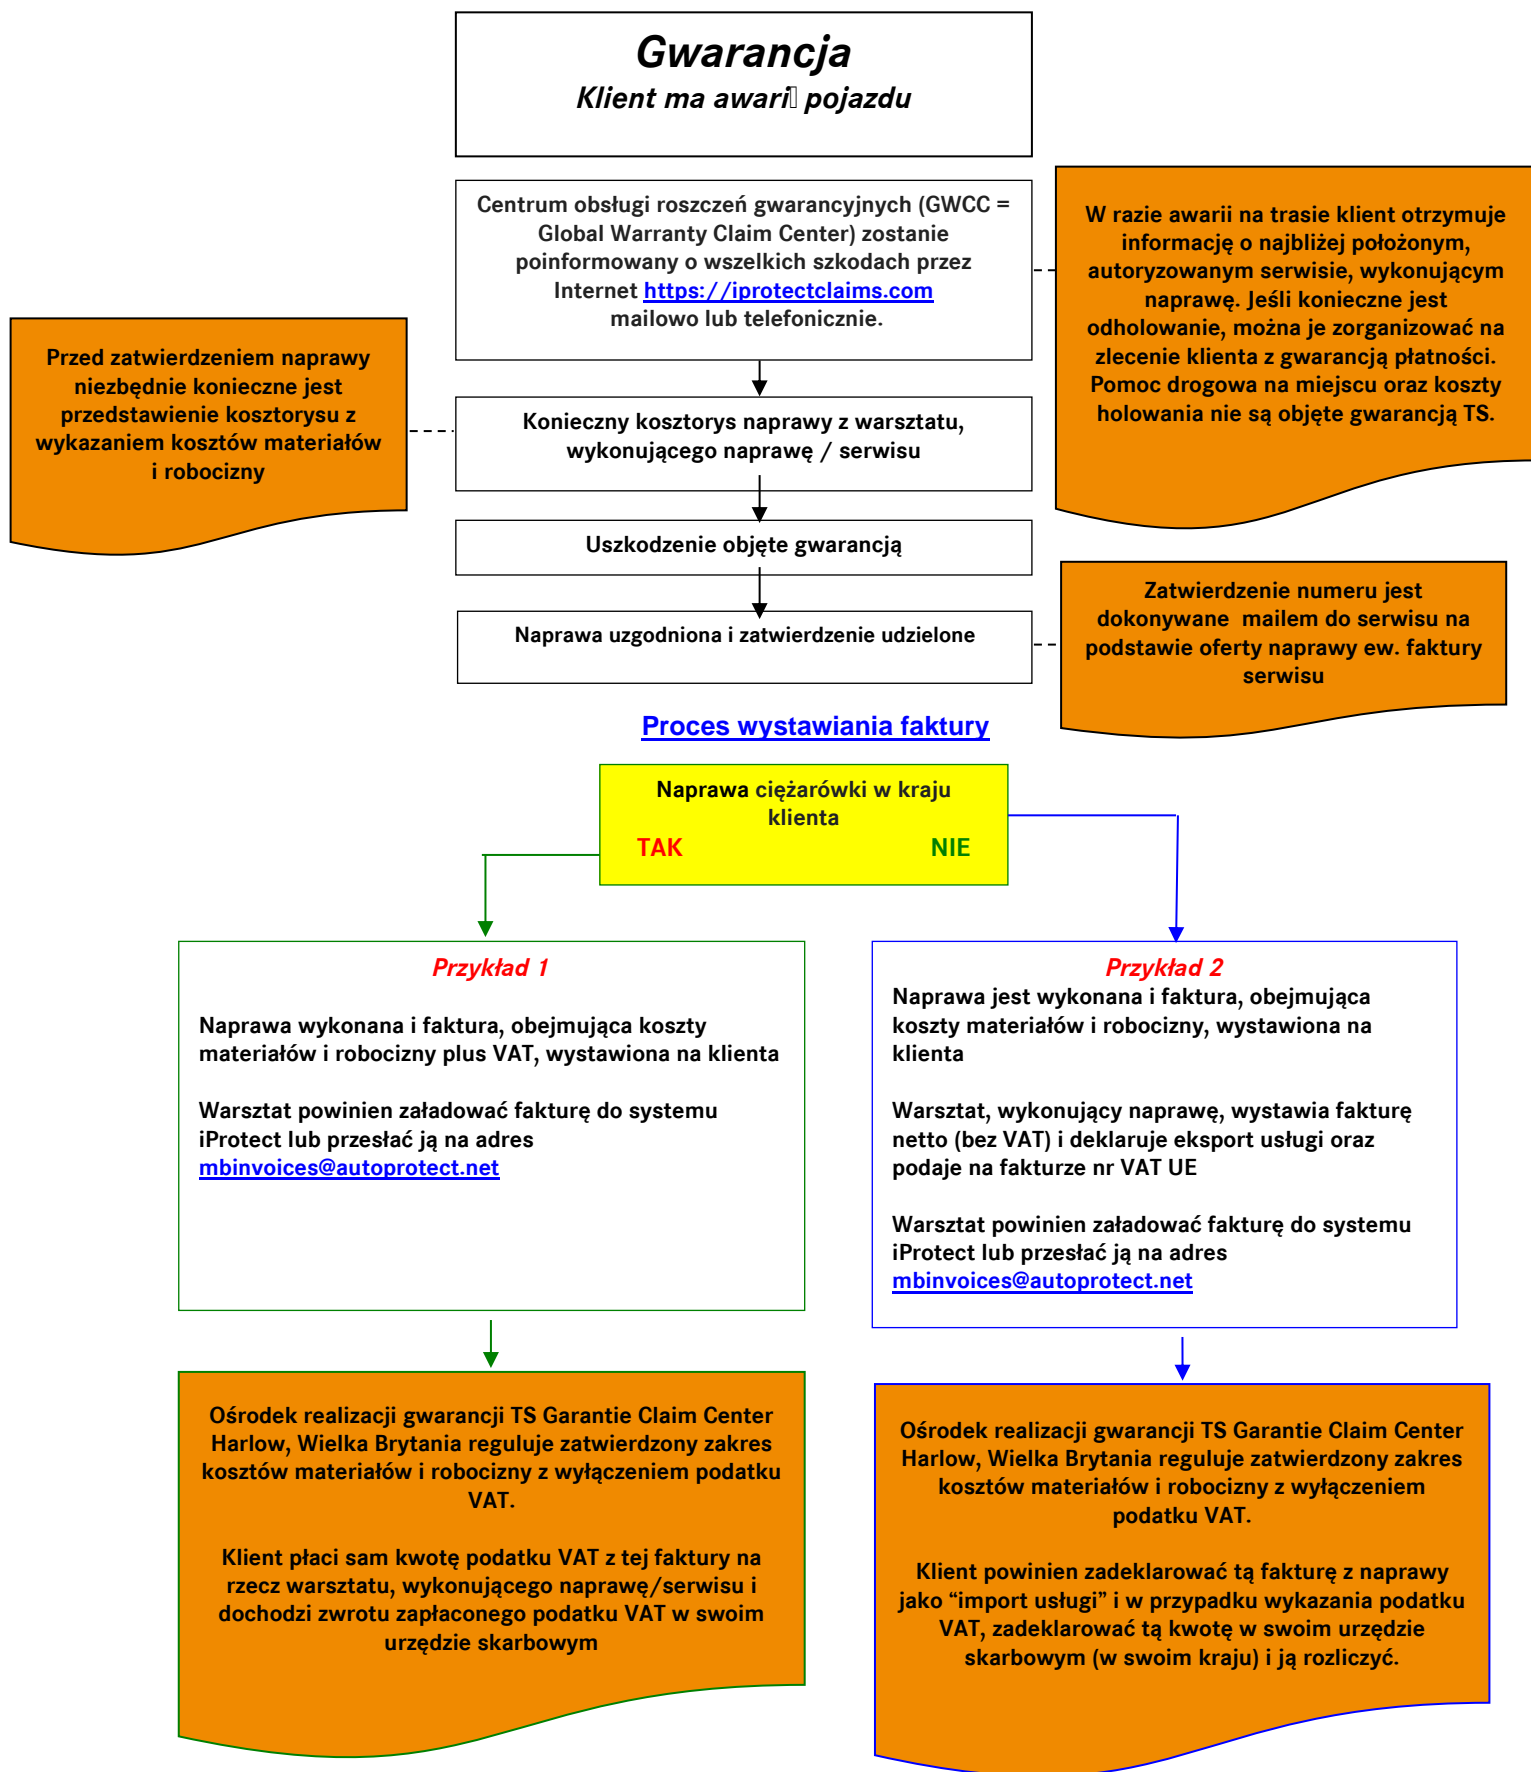 Gwarancja
Klient ma awari▯ pojazdu
Centrum obsługi roszczeń gwarancyjnych (GWCC =
Global Warranty Claim Center) zostanie
poinformowany o wszelkich szkodach przez
Internet https://iprotectclaims.com
mailowo lub telefonicznie.
W razie awarii na trasie klient otrzymuje
informację o najbliżej położonym,
autoryzowanym serwisie, wykonującym
naprawę. Jeśli konieczne jest
odholowanie, można je zorganizować na
zlecenie klienta z gwarancją płatności.
Pomoc drogowa na miejscu oraz koszty
holowania nie są objęte gwarancją TS.
Przed zatwierdzeniem naprawy
niezbędnie konieczne jest
przedstawienie kosztorysu z
wykazaniem kosztów materiałów
i robocizny
Konieczny kosztorys naprawy z warsztatu,
wykonującego naprawę / serwisu
Uszkodzenie objęte gwarancją
Naprawa uzgodniona i zatwierdzenie udzielone
Zatwierdzenie numeru jest
dokonywane  mailem do serwisu na
podstawie oferty naprawy ew. faktury
serwisu
Proces wystawiania faktury
Naprawa ciężarówki w kraju
klienta
TAK NIE
Przykład 1
Naprawa wykonana i faktura, obejmująca koszty
materiałów i robocizny plus VAT, wystawiona na klienta
Warsztat powinien załadować fakturę do systemu
iProtect lub przesłać ją na adres
mbinvoices@autoprotect.net
Przykład 2
Naprawa jest wykonana i faktura, obejmująca
koszty materiałów i robocizny, wystawiona na
klienta
Warsztat, wykonujący naprawę, wystawia fakturę
netto (bez VAT) i deklaruje eksport usługi oraz
podaje na fakturze nr VAT UE
Warsztat powinien załadować fakturę do systemu
iProtect lub przesłać ją na adres
mbinvoices@autoprotect.net
Ośrodek realizacji gwarancji TS Garantie Claim Center
Harlow, Wielka Brytania reguluje zatwierdzony zakres
kosztów materiałów i robocizny z wyłączeniem podatku
VAT.
Klient płaci sam kwotę podatku VAT z tej faktury na
rzecz warsztatu, wykonującego naprawę/serwisu i
dochodzi zwrotu zapłaconego podatku VAT w swoim
urzędzie skarbowym
Ośrodek realizacji gwarancji TS Garantie Claim Center
Harlow, Wielka Brytania reguluje zatwierdzony zakres
kosztów materiałów i robocizny z wyłączeniem
podatku VAT.
Klient powinien zadeklarować tą fakturę z naprawy
jako “import usługi” i w przypadku wykazania podatku
VAT, zadeklarować tą kwotę w swoim urzędzie
skarbowym (w swoim kraju) i ją rozliczyć.